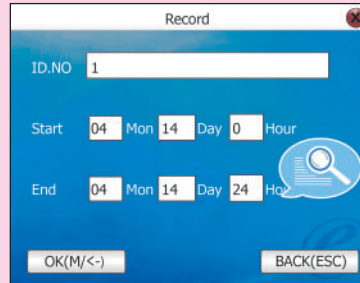 Record
ID.NO 1
Start 04 Mon 14 Day 0 Hour
End 04 Mon 14 Day 24
OK(M/<-) BACK(ESC)